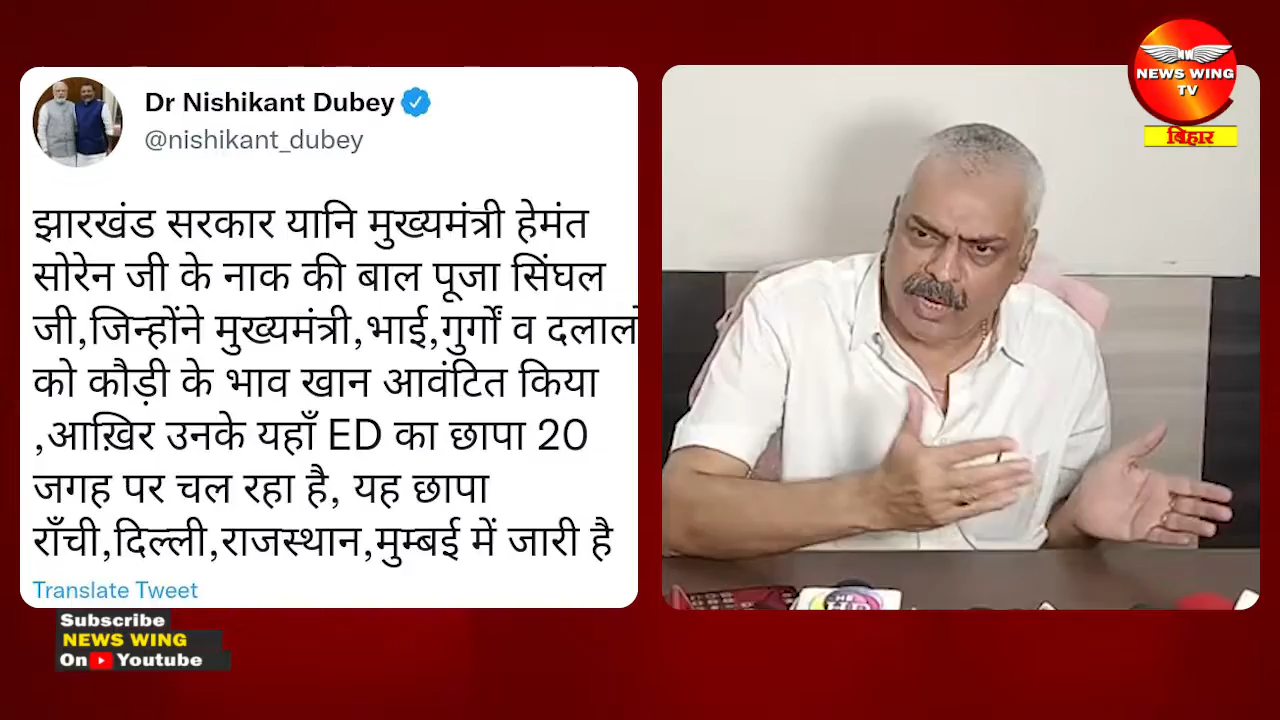 Dr Nishikant Dubey
@nishikant_dubey
झारखंड सरकार यानि मुख्यमंत्री हेमंत
सोरेन जी के नाक की बाल पूजा सिंघल
जी,जिन्होंने मुख्यमंत्री,भाई,गुर्गों व दलालो
को कौड़ी के भाव खान आवंटित किया
,आख़िर उनके यहाँ ED का छापा 20
जगह पर चल रहा है, यह छापा
राँची,दिल्ली,राजस्थान,मुम्बई में जारी है
Translate Tweet
Subscribe
NEWS WING
On Youtube
NW
NEWS WING
TV
बिहार